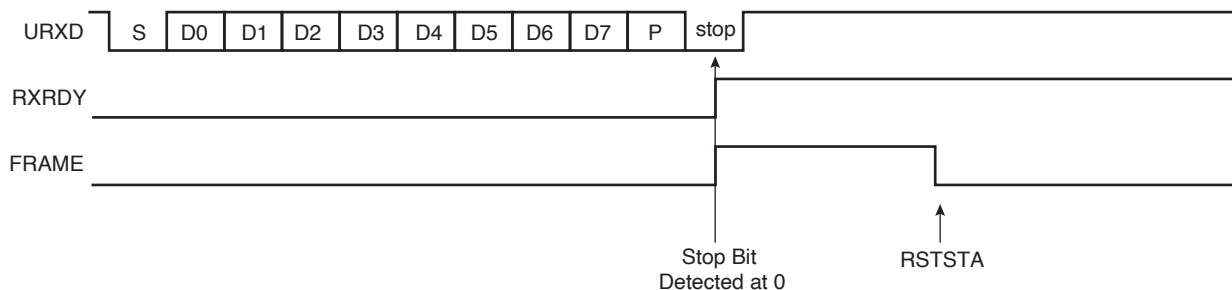 URXD S D0 D1 D2 D3 D4 D5 D6 D7 P stop
RXRDY
FRAME
Stop Bit
Detected at 0
RSTSTA